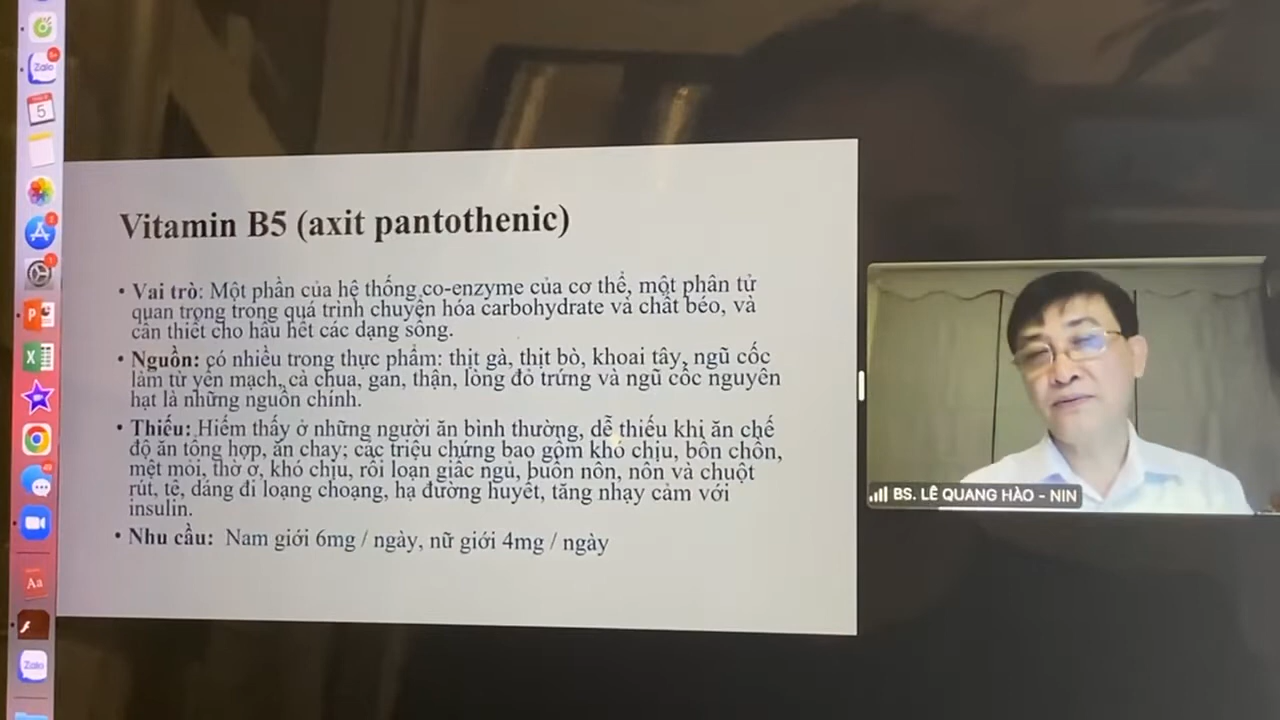 Zalo
5
Vitamin B5 (axit pantothenic)
• Vai trò: Một phần của hệ thống co-enzyme của cơ thể, một phân tử
quan trọng trong quá trình chuyện hóa carbohydrate và chất béo, và
cần thiết cho hầu hết các dạng sống.
• Nguồn: có nhiều trong thực phẩm: thịt gà, thịt bò, khoai tây, ngũ cốc
làm từ yến mạch, cà chua, gan, thận, lòng đỏ trứng và ngũ cốc nguyên
hạt là những nguồn chính.
• Thiếu: Hiếm thấy ở những người ăn bình thường, dễ thiếu khi ăn chế
độ ăn tổng hợp, ăn chay; các triệu chứng bao gồm khó chịu, bồn chồn,
mệt mỏi, thờ ơ, khó chịu, rối loạn giấc ngủ, buồn nôn, nôn và chuột
rút, tê, dáng đi loạng choạng, hạ đường huyết, tăng nhạy cảm với
insulin.
• Nhu cầu: Nam giới 6mg / ngày, nữ giới 4mg / ngày
BS. LÊ QUANG HÀO - NIN
Aa
Zalo